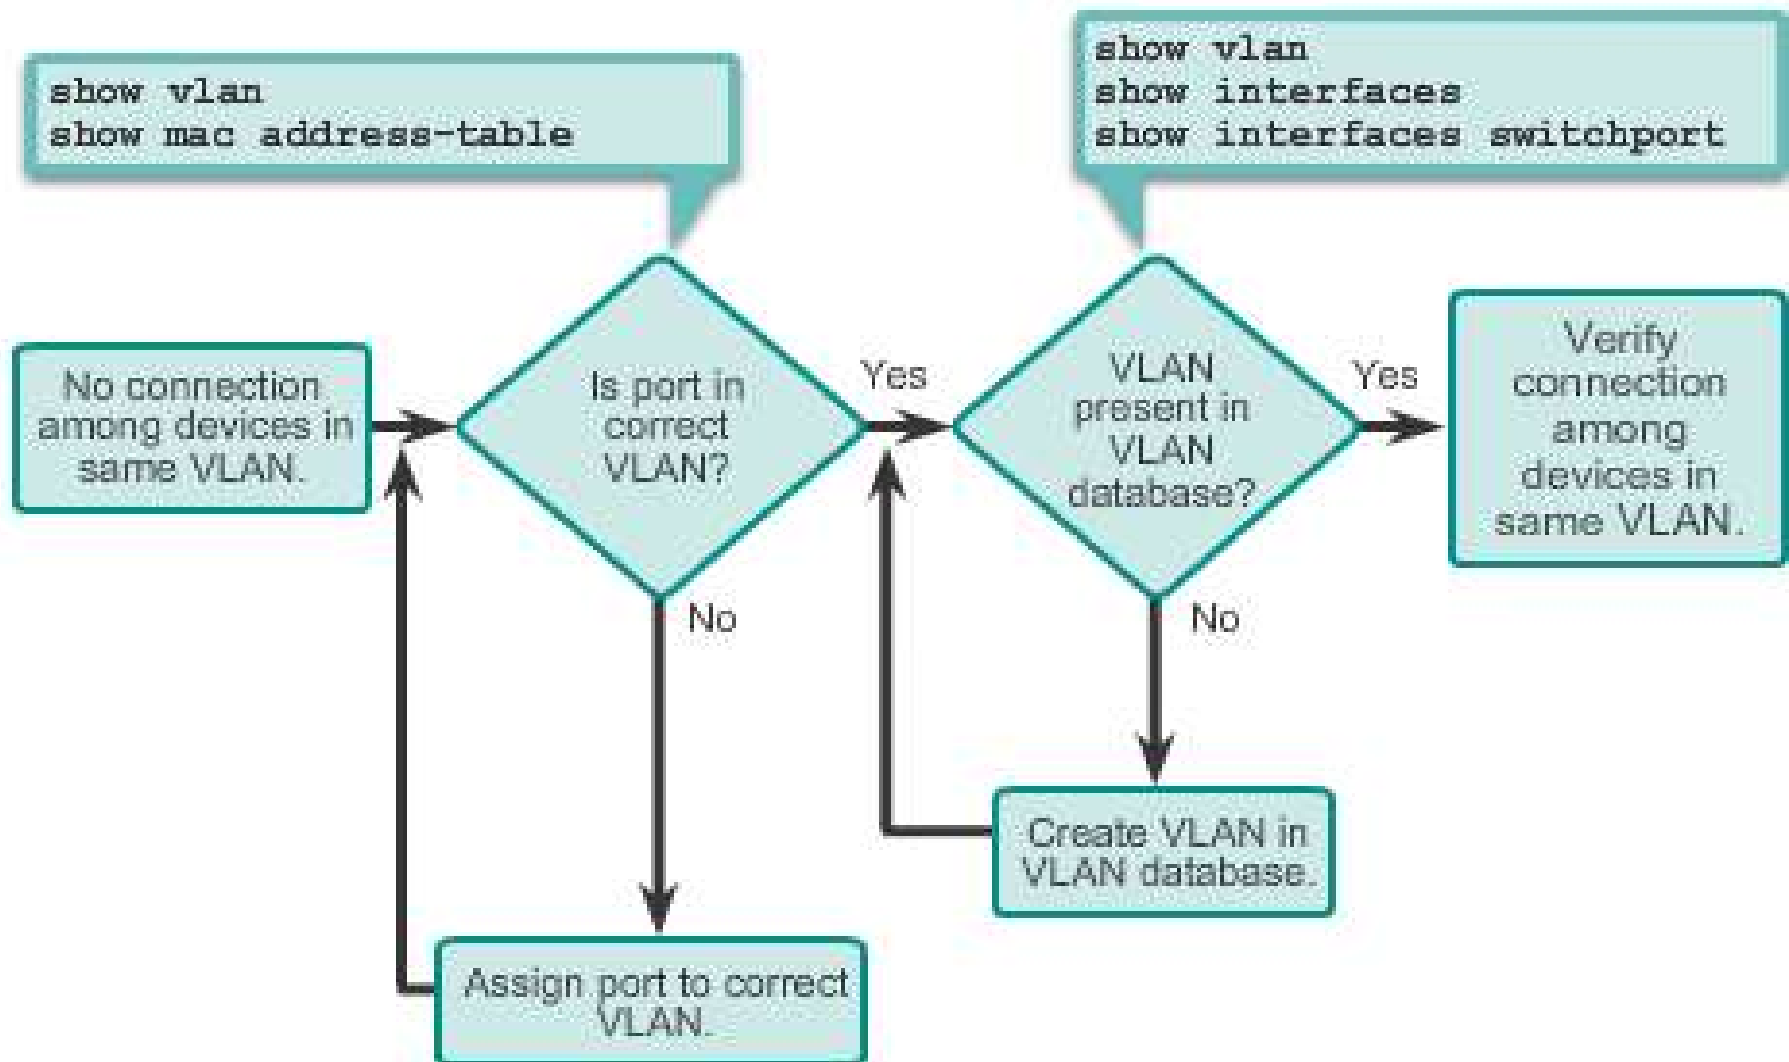 show vlan
show mac address-table
show vlan
show interfaces
show interfaces switchport
No connection
among devices in
same VLAN.
Is port in
correct
VLAN?
Yes
VLAN
present in
VLAN
database?
Yes
Verify
connection
among
devices in
same VLAN.
No
No
Create VLAN in
VLAN database.
Assign port to correct
VLAN.